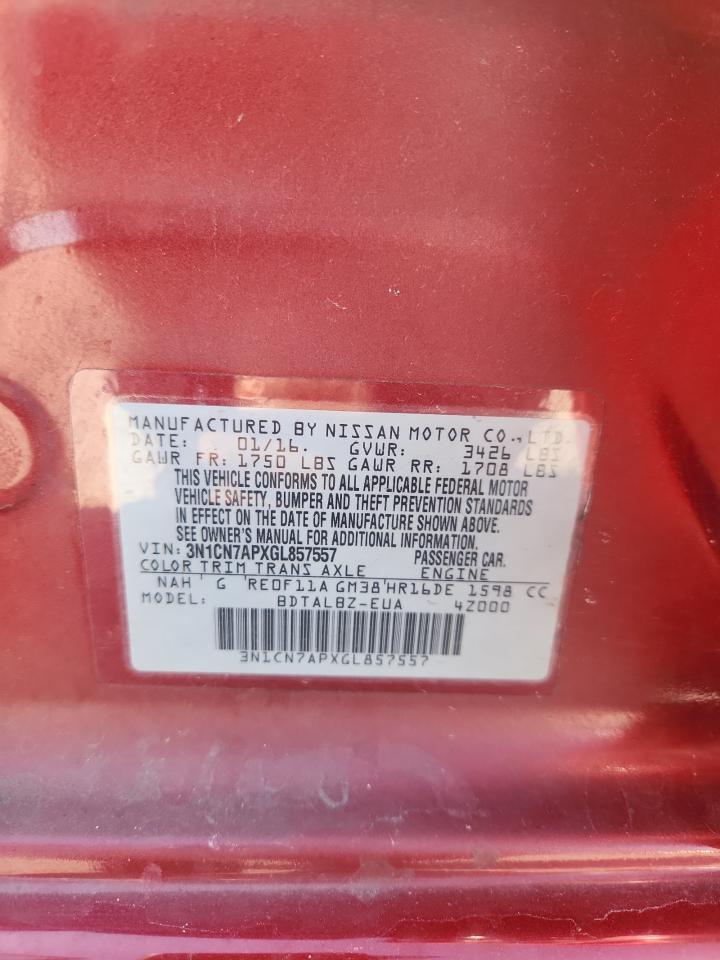 MANUFACTURED BY NISSAN MOTOR CO., LTD.
DATE: 01/16. GVWR: 3426 LBS
GAWR FR: 1750 LBS GAWR RR: 1708 LBS
THIS VEHICLE CONFORMS TO ALL APPLICABLE FEDERAL MOTOR
VEHICLE SAFETY, BUMPER AND THEFT PREVENTION STANDARDS
IN EFFECT ON THE DATE OF MANUFACTURE SHOWN ABOVE.
SEE OWNER'S MANUAL FOR ADDITIONAL INFORMATION.
VIN: 3N1CN7APXGL857557 PASSENGER CAR.
COLOR TRIM TRANS AXLE ENGINE
NAH G RE0F11A GM38 HR16DE 1598 CC
MODEL: BDTALBZ-EUA 4Z000
3N1CN7APXGL857557